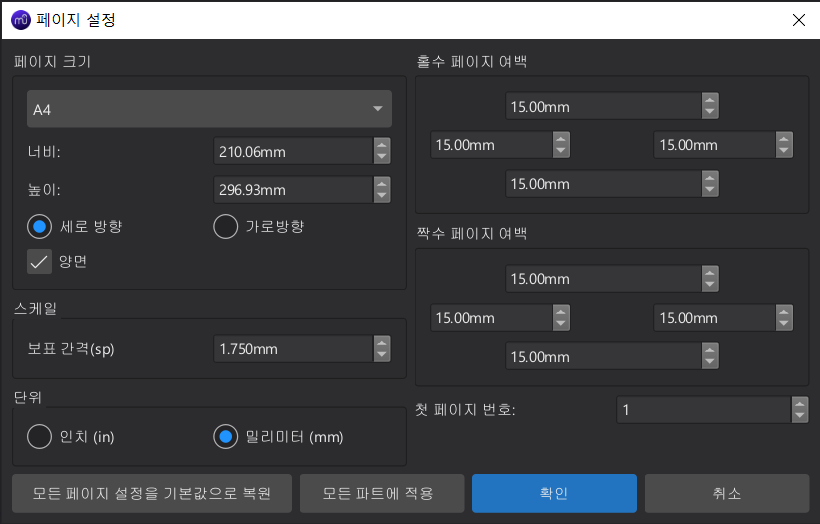 페이지 설정
페이지 크기
A4
너비: 210.06mm
높이: 296.93mm
세로 방향 가로방향
양면
스케일
보표 간격(sp) 1.750mm
단위
인치 (in) 밀리미터 (mm)
홀수 페이지 여백
15.00mm
15.00mm 15.00mm
15.00mm
짝수 페이지 여백
15.00mm
15.00mm 15.00mm
15.00mm
첫 페이지 번호: 1
모든 페이지 설정을 기본값으로 복원 모든 파트에 적용 확인 취소